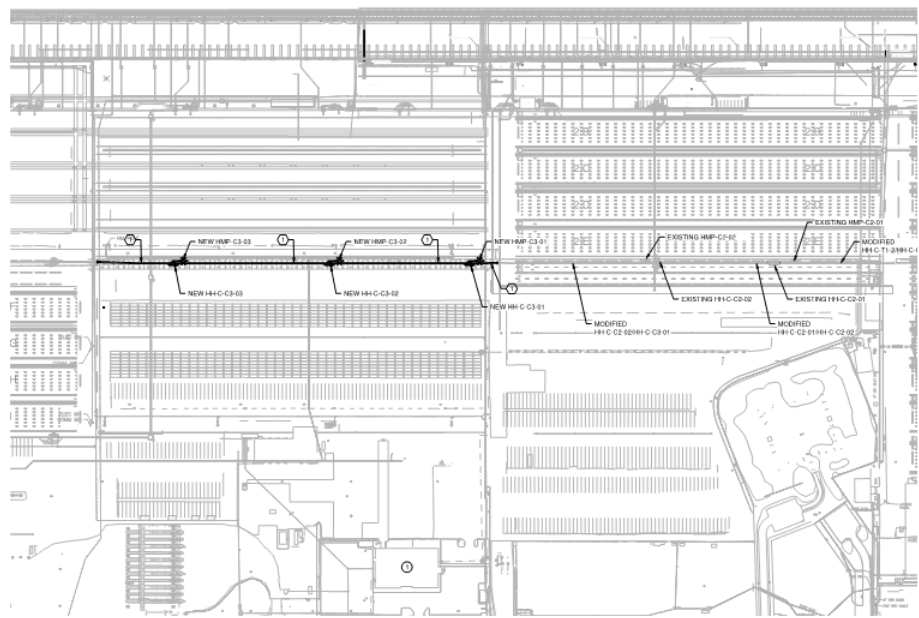 EXISTING HMP-C2-01
NEW HMP-C3-03
NEW HMP-C3-02
NEW HMP-C3-01
EXISTING HMP-C2-02
MODIFIED
1
1
1
1
NEW HH-C-C3-03
NEW HH-C-C3-02
NEW HH-C-C3-01
EXISTING HH-C-C2-02
EXISTING HH-C-C2-01
MODIFIED
HH-C-C2-02/HH-C-C3-01
MODIFIED
HH-C-C2-01/HH-C-C2-02
1